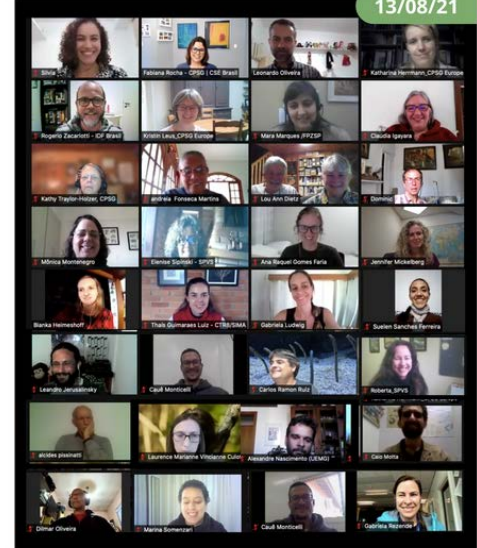 13/08/21
Silvia
Fabiana Rocha - CPSG | CSE Brasil
Leonardo Oliveira
Katharina Herrmann_CPSG Europe
Rogerio Zacariotti - IDF Brasil
Kristin Leus_CPSG Europe
Mara Marques /FPZSP
Claudia Igayara
Kathy Traylor-Holzer, CPSG
andreia Fonseca Martins
Lou Ann Dietz
Dominic
Mônica Montenegro
Elenise Sipinski - SPVS
Ana Raquel Gomes Faria
Jennifer Mickelberg
Bianka Heimeshoff
Thaís Guimaraes Luiz - CTRF/SIMA
Gabriela Ludwig
Suelen Sanches Ferreira
Leandro Jerusalinsky
Cauê Monticelli
Carlos Ramon Ruiz
Roberta_SPVS
alcides pissinatti
Laurence Marianne Vincianne Culot
Alexandre Nascimento (UEMG)
Caio Motta
Dilmar Oliveira
Marina Somenzari
Cauê Monticelli
Gabriela Rezende